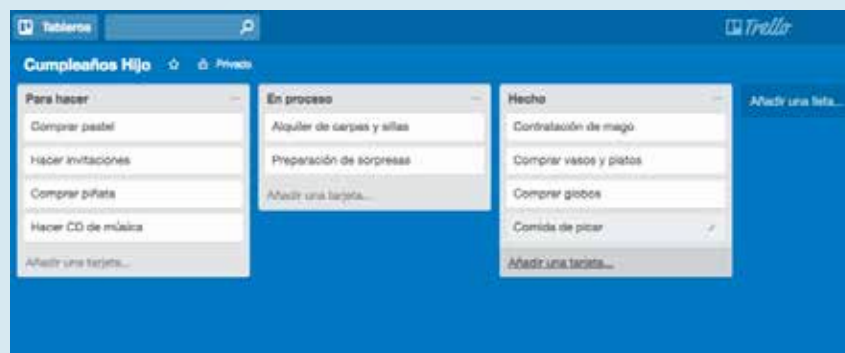 Tableros
Trello
Cumpleaños Hijo
Privado
Para hacer
Comprar pastel
Hacer invitaciones
Comprar piñata
Hacer CD de música
Añadir una tarjeta...
En proceso
Alquiler de carpas y sillas
Preparación de sorpresas
Añadir una tarjeta...
Hecho
Contratación de mago
Comprar vasos y platos
Comprar globos
Comida de picar
Añadir una tarjeta...
Añadir una lista...